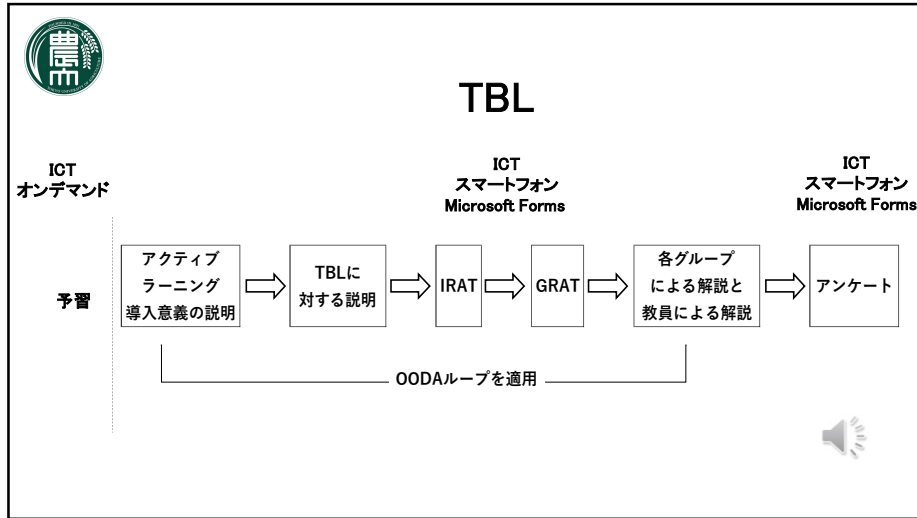 農大
TBL
ICT
オンデマンド
ICT
スマートフォン
Microsoft Forms
ICT
スマートフォン
Microsoft Forms
予習
アクティブ
ラーニング
導入意義の説明
TBLに
対する説明
IRAT
GRAT
各グループ
による解説と
教員による解説
アンケート
OODAループを適用